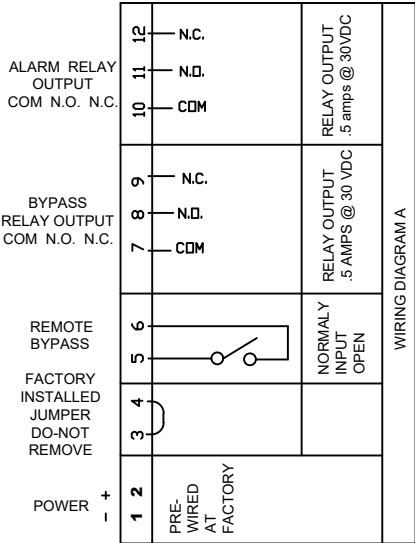 ALARM RELAY
OUTPUT
COM N.O. N.C.
12
N.C.
11
N.O.
10
COM
RELAY OUTPUT
.5 amps @ 30VDC
BYPASS
RELAY OUTPUT
COM N.O. N.C.
9
N.C.
8
N.O.
7
COM
RELAY OUTPUT
.5 AMPS @ 30 VDC
REMOTE
BYPASS
6
5
NORMALY
INPUT
OPEN
FACTORY
INSTALLED
JUMPER
DO-NOT
REMOVE
4
3
POWER
+
-
2
1
PRE-
WIRED
AT
FACTORY
WIRING DIAGRAM A